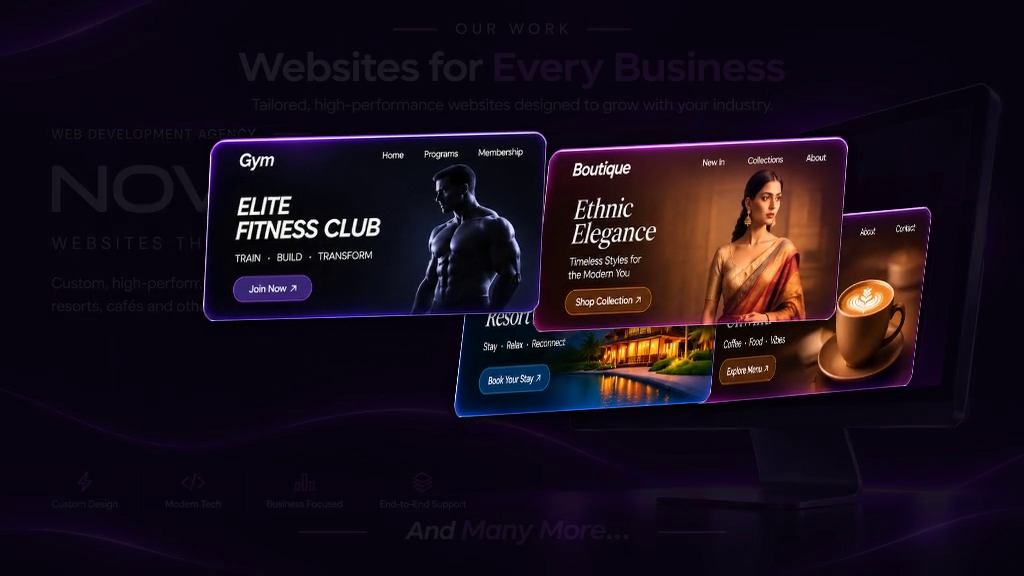 OUR WORK
Websites for Every Business
Tailored, high-performance websites designed to grow with your industry.
WEB DEVELOPMENT AGENCY
NOV
WEBSITES TH
Custom, high-perform
resorts, cafés and oth
Gym
Home Programs Membership
ELITE
FITNESS CLUB
TRAIN · BUILD · TRANSFORM
Join Now ↗
Boutique
New In Collections About
Ethnic
Elegance
Timeless Styles for
the Modern You
Shop Collection ↗
Resort
Stay · Relax · Reconnect
Book Your Stay ↗
About Contact
Coffee · Food · Vibes
Explore Menu ↗
Custom Design
Modern Tech
Business Focused
End-to-End Support
And Many More...